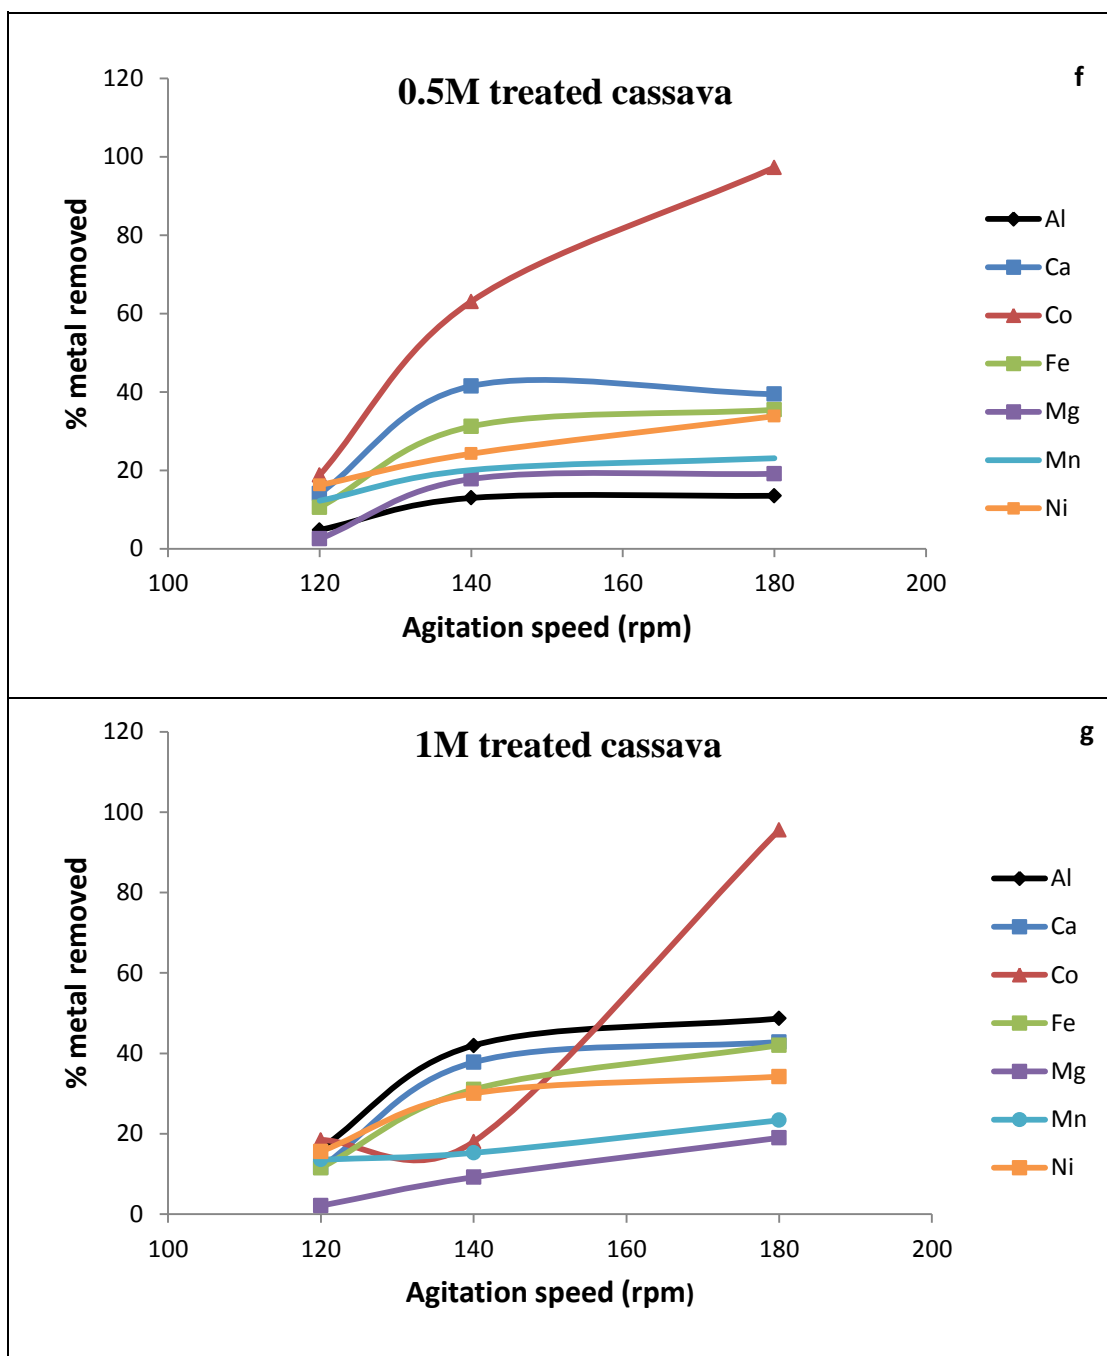 f
0.5M treated cassava
% metal removed
120
100
80
60
40
20
0
100 120 140 160 180 200
Agitation speed (rpm)
Al
Ca
Co
Fe
Mg
Mn
Ni
g
1M treated cassava
% metal removed
120
100
80
60
40
20
0
100 120 140 160 180 200
Agitation speed (rpm)
Al
Ca
Co
Fe
Mg
Mn
Ni